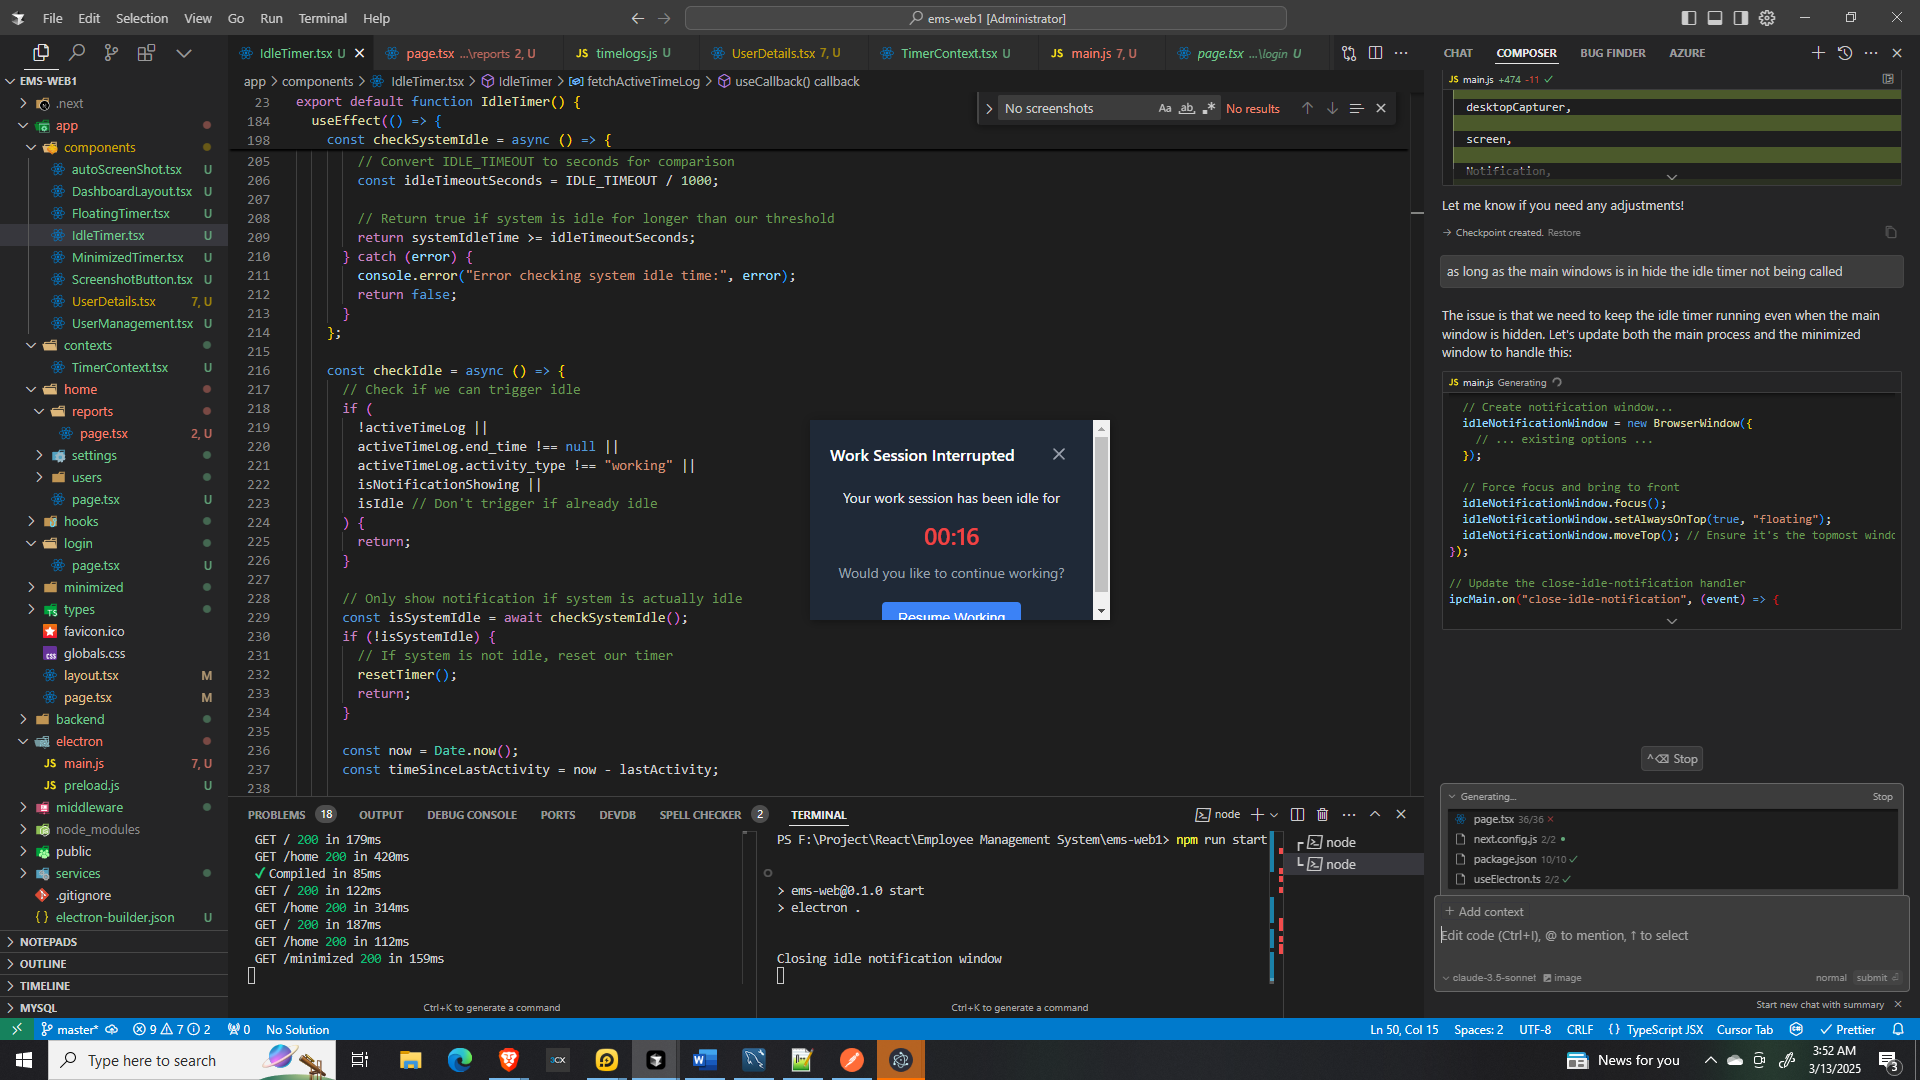 File Edit Selection View Go Run Terminal Help
ems-web1 [Administrator]
IdleTimer.tsx U
page.tsx ...\reports 2, U
timelogs.js U
UserDetails.tsx 7, U
TimerContext.tsx U
main.js 7, U
page.tsx ...\login U
CHAT COMPOSER BUG FINDER AZURE
EMS-WEB1
.next
app
components
autoScreenShot.tsx U
DashboardLayout.tsx U
FloatingTimer.tsx U
IdleTimer.tsx U
MinimizedTimer.tsx U
ScreenshotButton.tsx U
UserDetails.tsx 7, U
UserManagement.tsx U
contexts
TimerContext.tsx U
home
reports
page.tsx 2, U
settings
users
page.tsx U
hooks
login
page.tsx U
minimized
types
favicon.ico
globals.css
layout.tsx M
page.tsx M
backend
electron
main.js 7, U
preload.js U
middleware
node_modules
public
services
.gitignore
electron-builder.json U
NOTEPADS
OUTLINE
TIMELINE
MYSQL
app > components > IdleTimer.tsx > IdleTimer > fetchActiveTimeLog > useCallback() callback
No screenshots Aa ab .* No results
23 export default function IdleTimer() {
184 useEffect(() => {
198 const checkSystemIdle = async () => {
205 // Convert IDLE_TIMEOUT to seconds for comparison
206 const idleTimeoutSeconds = IDLE_TIMEOUT / 1000;
207
208 // Return true if system is idle for longer than our threshold
209 return systemIdleTime >= idleTimeoutSeconds;
210 } catch (error) {
211 console.error("Error checking system idle time:", error);
212 return false;
213 }
214 };
215
216 const checkIdle = async () => {
217 // Check if we can trigger idle
218 if (
219 !activeTimeLog ||
220 activeTimeLog.end_time !== null ||
221 activeTimeLog.activity_type !== "working" ||
222 isNotificationShowing ||
223 isIdle // Don't trigger if already idle
224 ) {
225 return;
226 }
227
228 // Only show notification if system is actually idle
229 const isSystemIdle = await checkSystemIdle();
230 if (!isSystemIdle) {
231 // If system is not idle, reset our timer
232 resetTimer();
233 return;
234 }
235
236 const now = Date.now();
237 const timeSinceLastActivity = now - lastActivity;
238
Work Session Interrupted
Your work session has been idle for
00:16
Would you like to continue working?
Resume Working
PROBLEMS 18 OUTPUT DEBUG CONSOLE PORTS DEVDB SPELL CHECKER 2 TERMINAL
node
GET / 200 in 179ms
GET /home 200 in 420ms
✓ Compiled in 85ms
GET / 200 in 122ms
GET /home 200 in 314ms
GET / 200 in 187ms
GET /home 200 in 112ms
GET /minimized 200 in 159ms
Ctrl+K to generate a command
PS F:\Project\React\Employee Management System\ems-web1> npm run start
> ems-web@0.1.0 start
> electron .
Closing idle notification window
Ctrl+K to generate a command
node
node
JS main.js +474 -11
desktopCapturer,
screen,
Notification,
Let me know if you need any adjustments!
Checkpoint created. Restore
as long as the main windows is in hide the idle timer not being called
The issue is that we need to keep the idle timer running even when the main
window is hidden. Let's update both the main process and the minimized
window to handle this:
JS main.js Generating
// Create notification window...
idleNotificationWindow = new BrowserWindow({
// ... existing options ...
});
// Force focus and bring to front
idleNotificationWindow.focus();
idleNotificationWindow.setAlwaysOnTop(true, "floating");
idleNotificationWindow.moveTop(); // Ensure it's the topmost windo
});
// Update the close-idle-notification handler
ipcMain.on("close-idle-notification", (event) => {
^⌫ Stop
Generating... Stop
page.tsx 36/36
next.config.js 2/2
package.json 10/10
useElectron.ts 2/2
+ Add context
Edit code (Ctrl+I), @ to mention, ↑ to select
claude-3.5-sonnet image normal submit
Start new chat with summary
master* 9 7 2 0 No Solution
Ln 50, Col 15 Spaces: 2 UTF-8 CRLF {} TypeScript JSX Cursor Tab Prettier
Type here to search
News for you
3:52 AM
3/13/2025
3